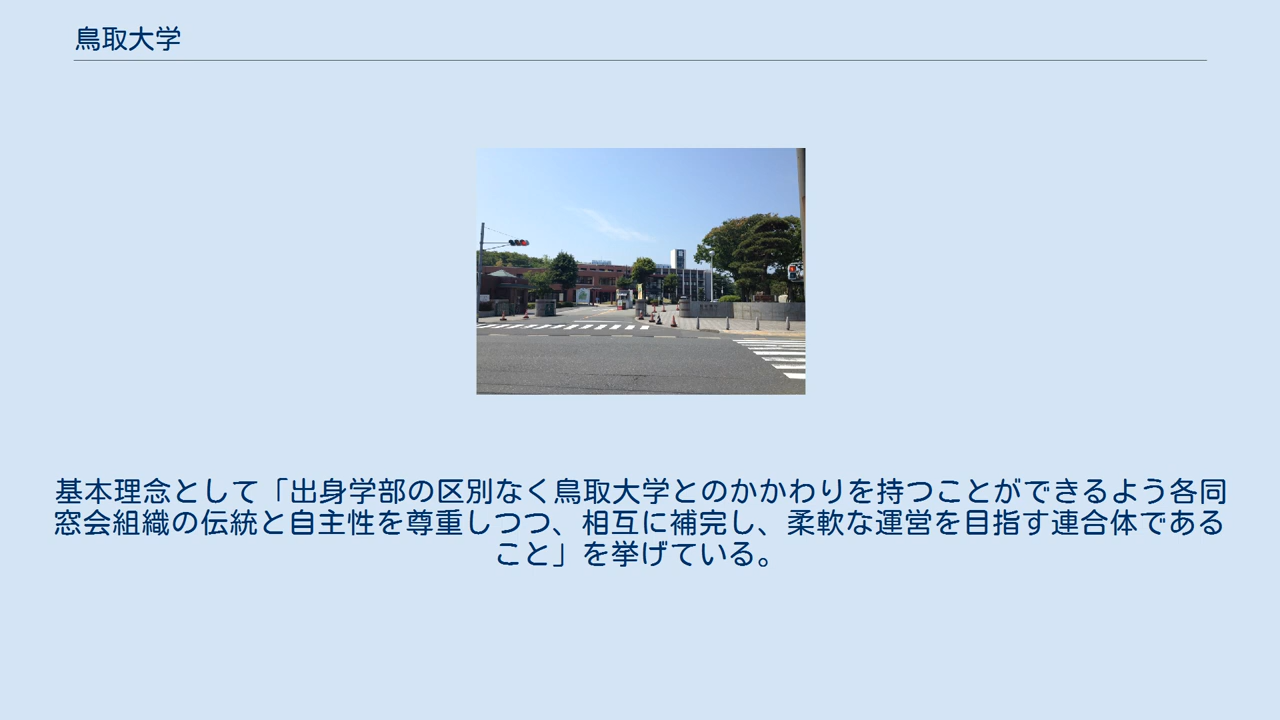 鳥取大学
基本理念として「出身学部の区別なく鳥取大学とのかかわりを持つことができるよう各同
窓会組織の伝統と自主性を尊重しつつ、相互に補完し、柔軟な運営を目指す連合体である
こと」を挙げている。